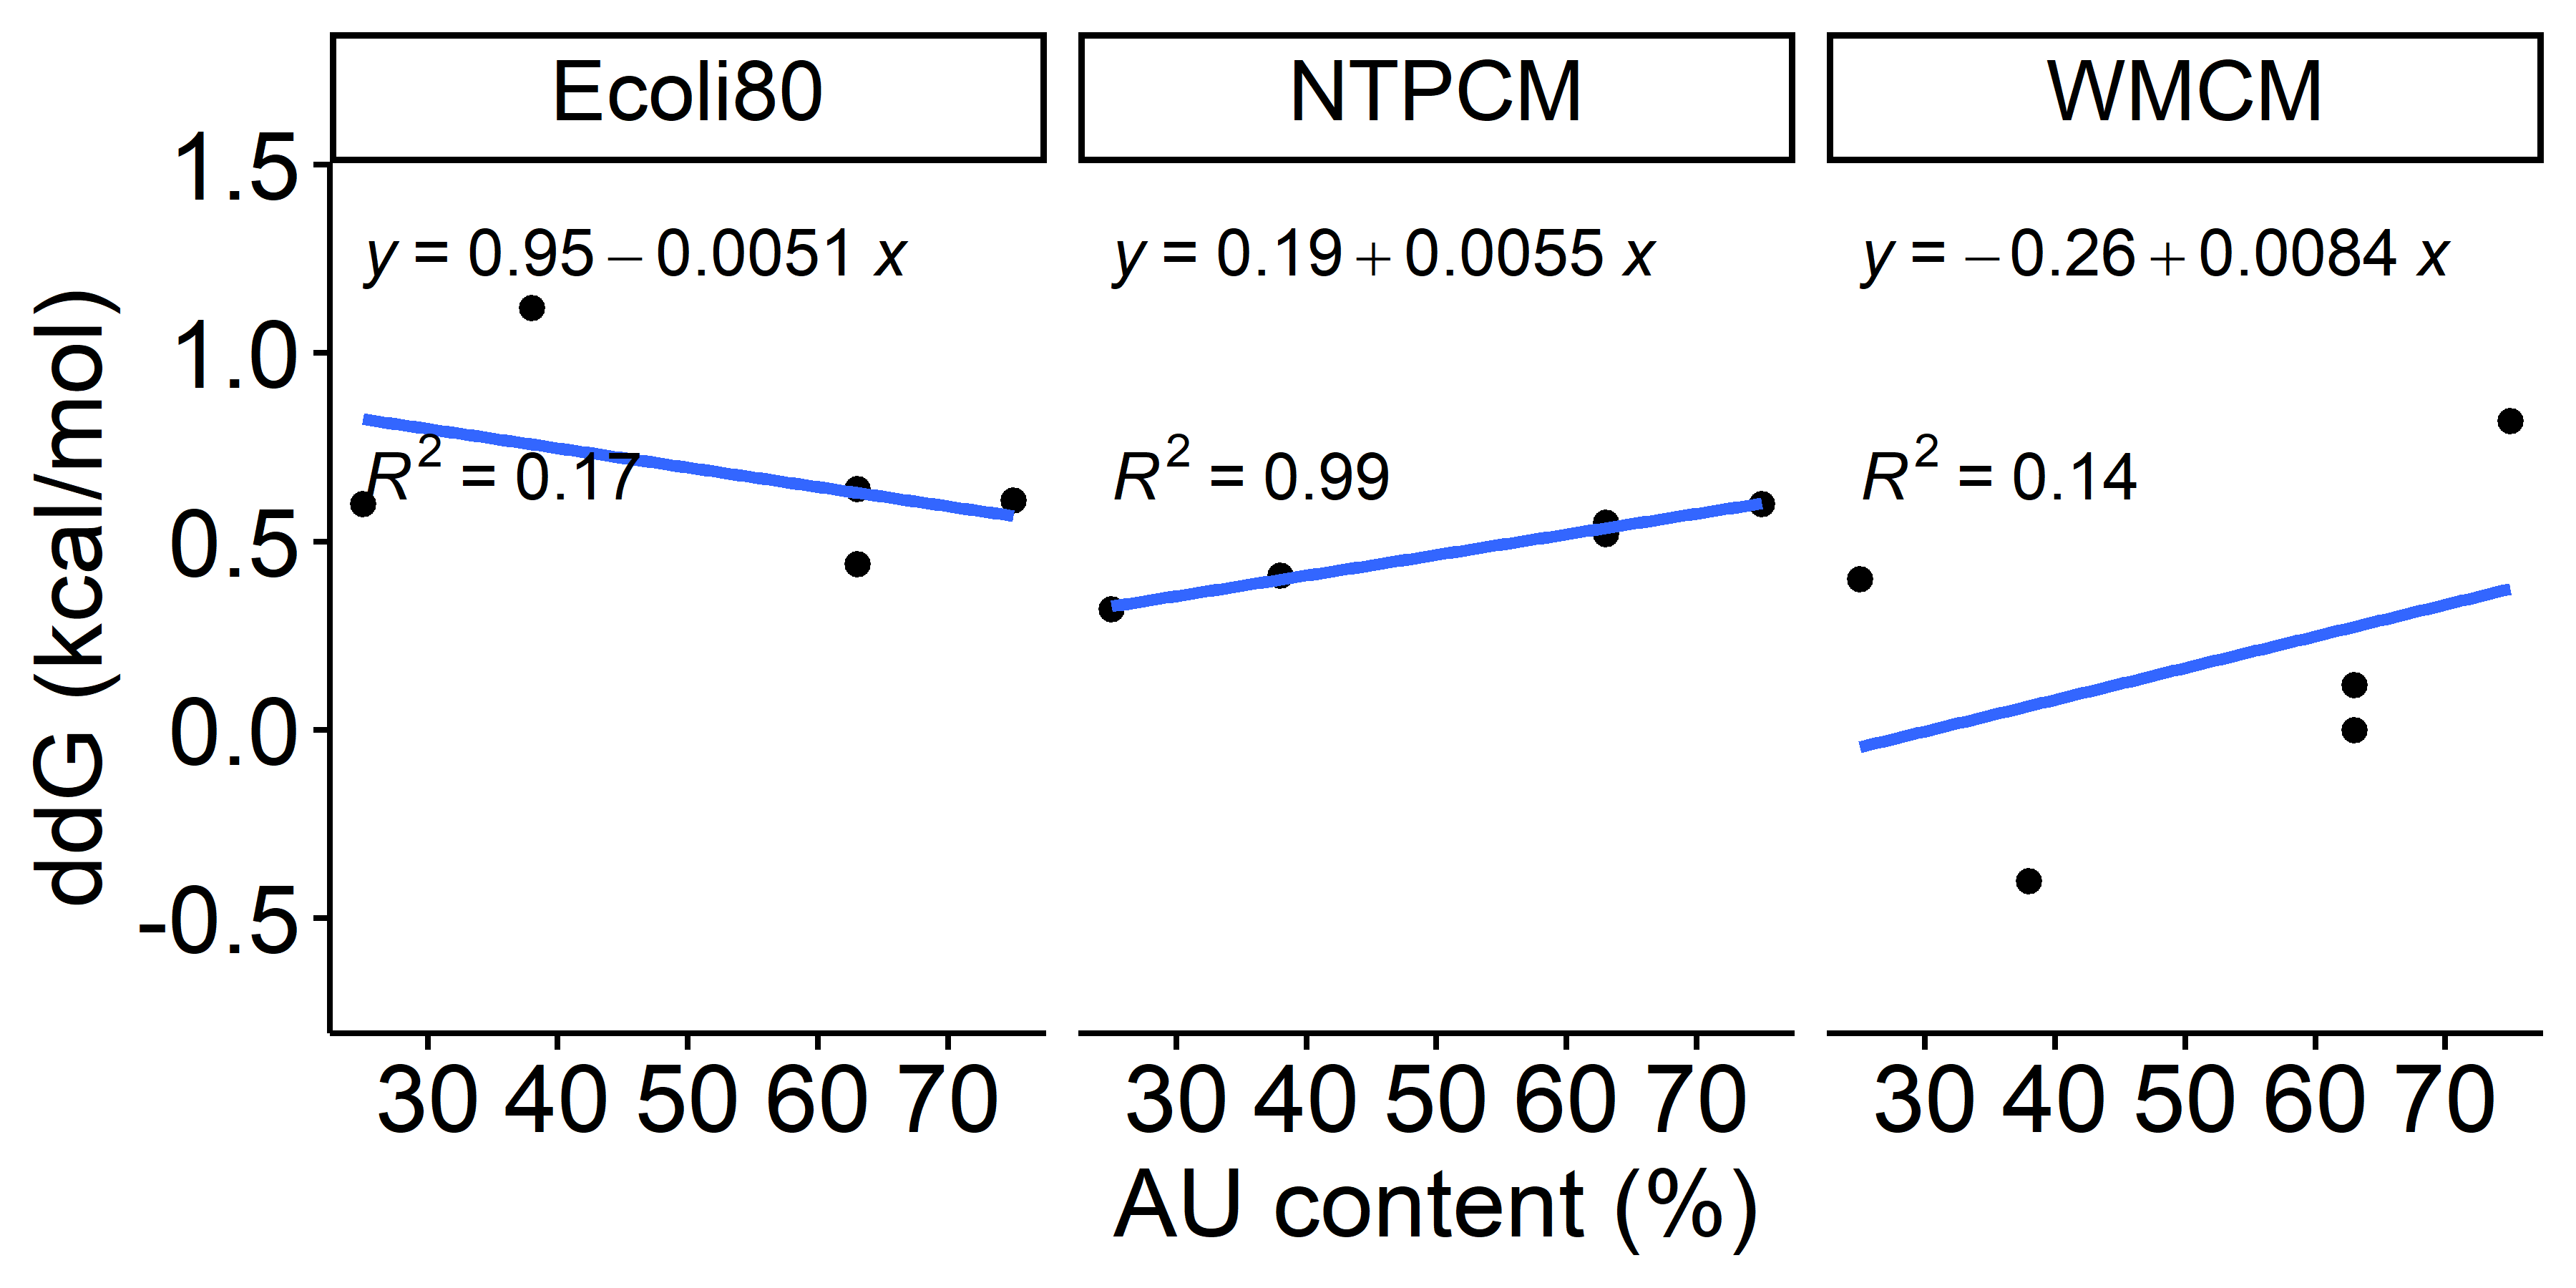 Ecoli80 NTPCM WMCM
1.5
y = 0.95 − 0.0051 x y = 0.19 + 0.0055 x y = −0.26 + 0.0084 x
1.0
R² = 0.17 R² = 0.99 R² = 0.14
0.5
0.0
-0.5
ddG (kcal/mol)
30 40 50 60 70 30 40 50 60 70 30 40 50 60 70
AU content (%)